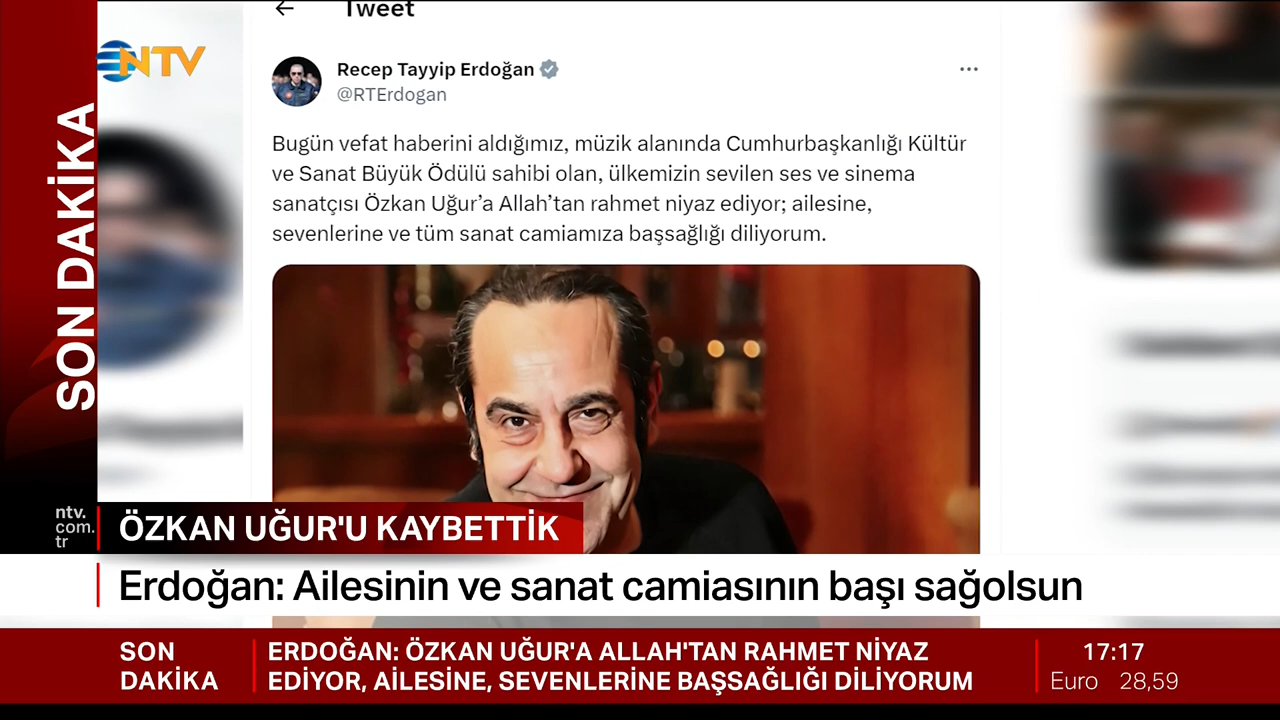 Tweet
NTV
Recep Tayyip Erdoğan
@RTErdogan
Bugün vefat haberini aldığımız, müzik alanında Cumhurbaşkanlığı Kültür
ve Sanat Büyük Ödülü sahibi olan, ülkemizin sevilen ses ve sinema
sanatçısı Özkan Uğur’a Allah’tan rahmet niyaz ediyor; ailesine,
sevenlerine ve tüm sanat camiamıza başsağlığı diliyorum.
SON DAKİKA
ntv.
com.
tr
ÖZKAN UĞUR'U KAYBETTİK
Erdoğan: Ailesinin ve sanat camiasının başı sağolsun
SON
DAKİKA
ERDOĞAN: ÖZKAN UĞUR'A ALLAH'TAN RAHMET NİYAZ
EDİYOR, AİLESİNE, SEVENLERİNE BAŞSAĞLIĞI DİLİYORUM
17:17
Euro 28,59